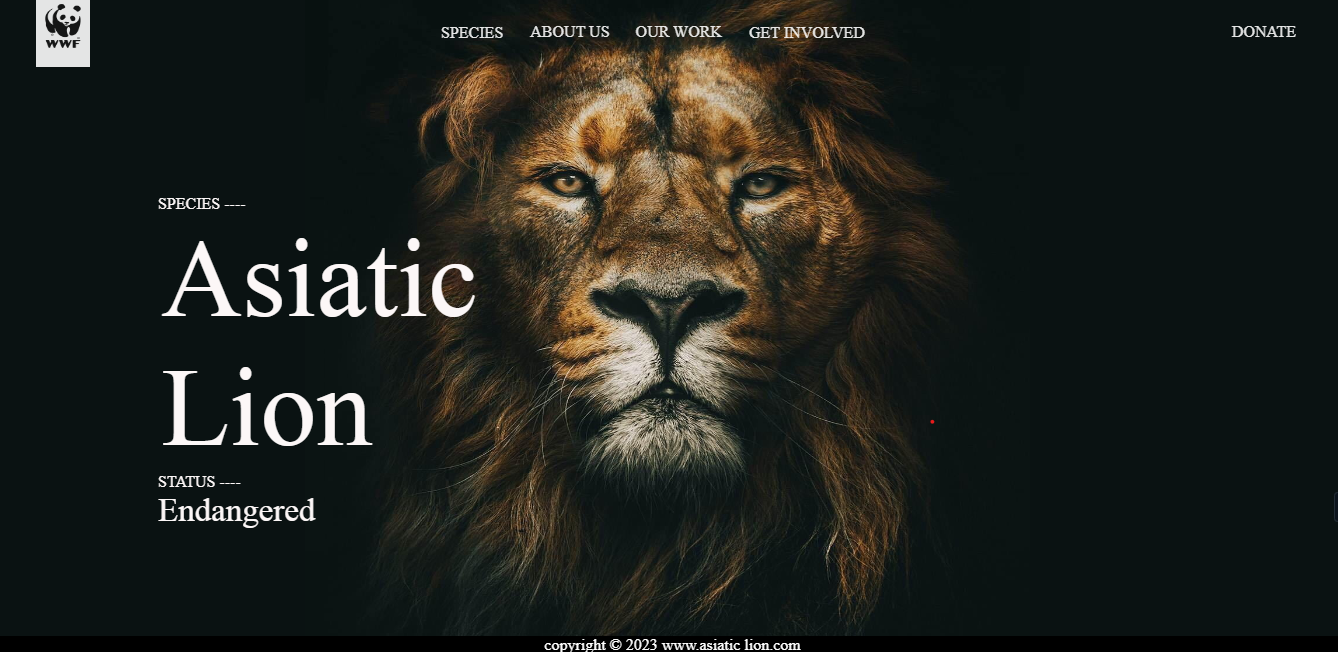 WWF
SPECIES ABOUT US OUR WORK GET INVOLVED DONATE
SPECIES ----
Asiatic
Lion
STATUS ----
Endangered
copyright © 2023 www.asiatic lion.com